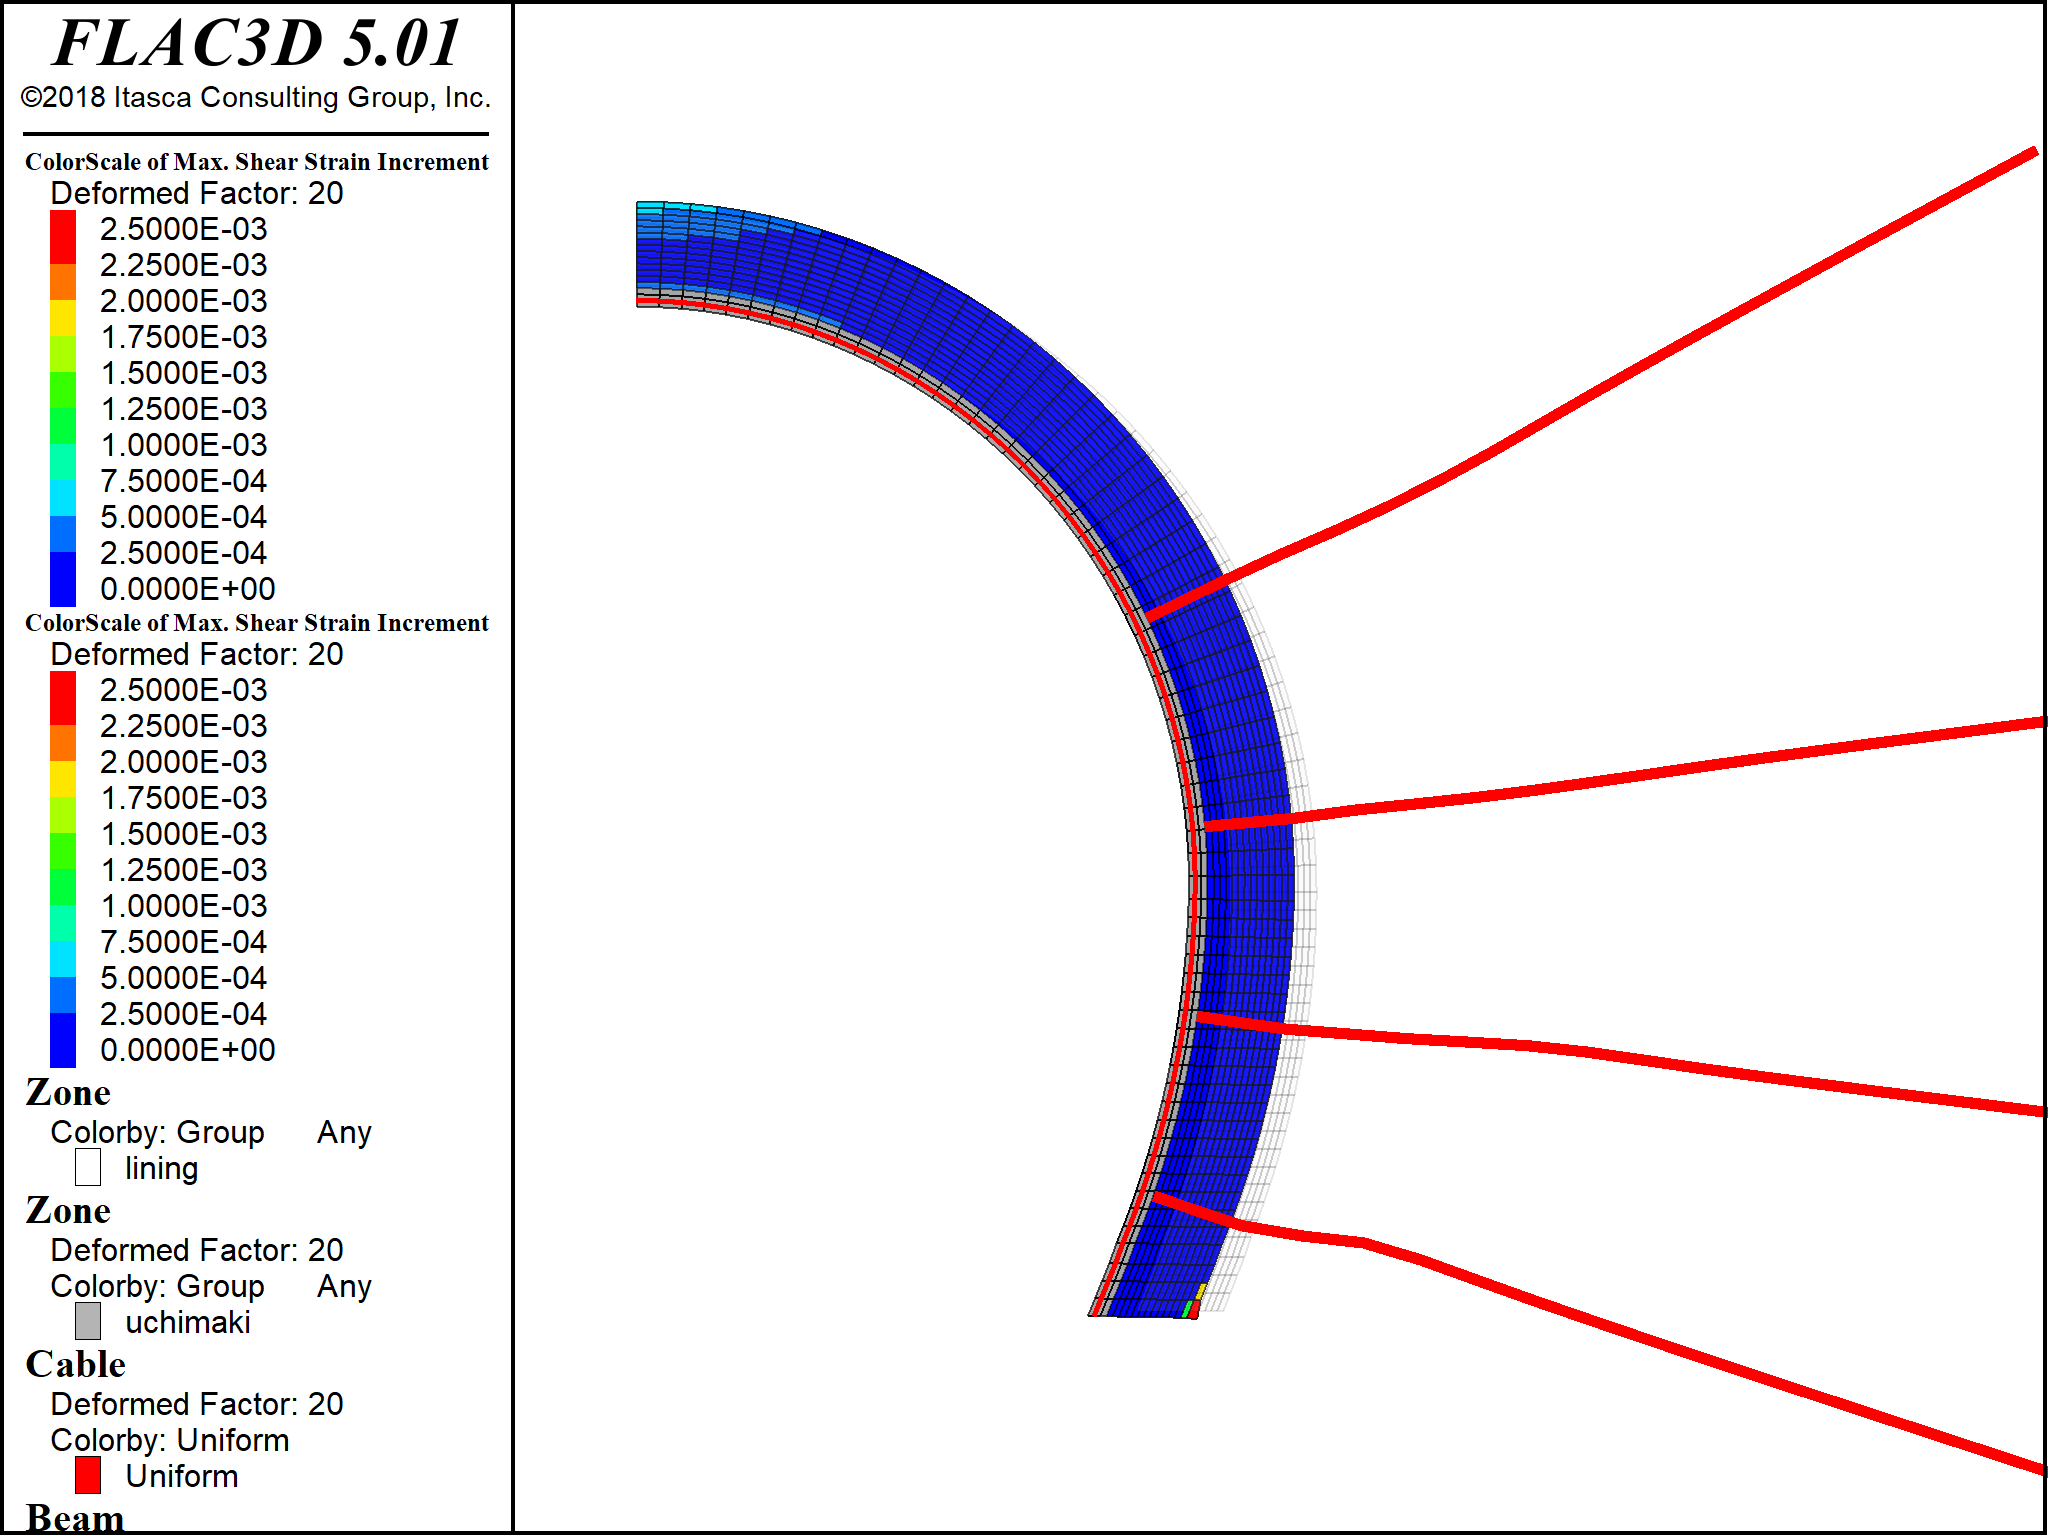 FLAC3D 5.01
©2018 Itasca Consulting Group, Inc.
ColorScale of Max. Shear Strain Increment
Deformed Factor: 20
2.5000E-03
2.2500E-03
2.0000E-03
1.7500E-03
1.5000E-03
1.2500E-03
1.0000E-03
7.5000E-04
5.0000E-04
2.5000E-04
0.0000E+00
ColorScale of Max. Shear Strain Increment
Deformed Factor: 20
2.5000E-03
2.2500E-03
2.0000E-03
1.7500E-03
1.5000E-03
1.2500E-03
1.0000E-03
7.5000E-04
5.0000E-04
2.5000E-04
0.0000E+00
Zone
Colorby: Group Any
lining
Zone
Deformed Factor: 20
Colorby: Group Any
uchimaki
Cable
Deformed Factor: 20
Colorby: Uniform
Uniform
Beam